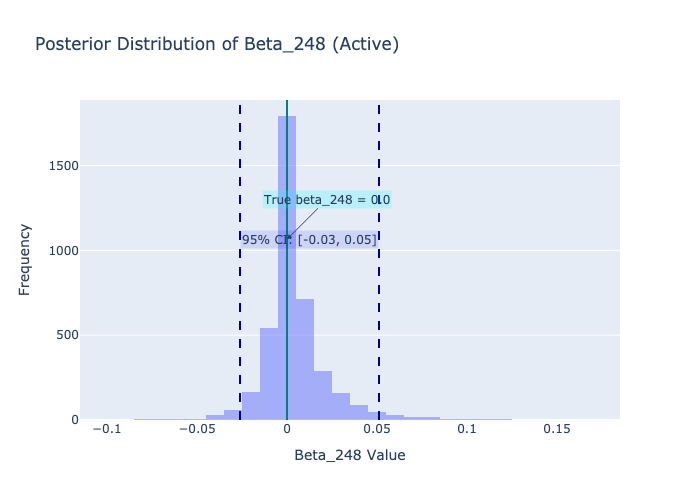 Posterior Distribution of Beta_248 (Active)
1500
1000
500
0
Frequency
True beta_248 = 0.0
95% CI: [-0.03, 0.05]
−0.1
−0.05
0
0.05
0.1
0.15
Beta_248 Value